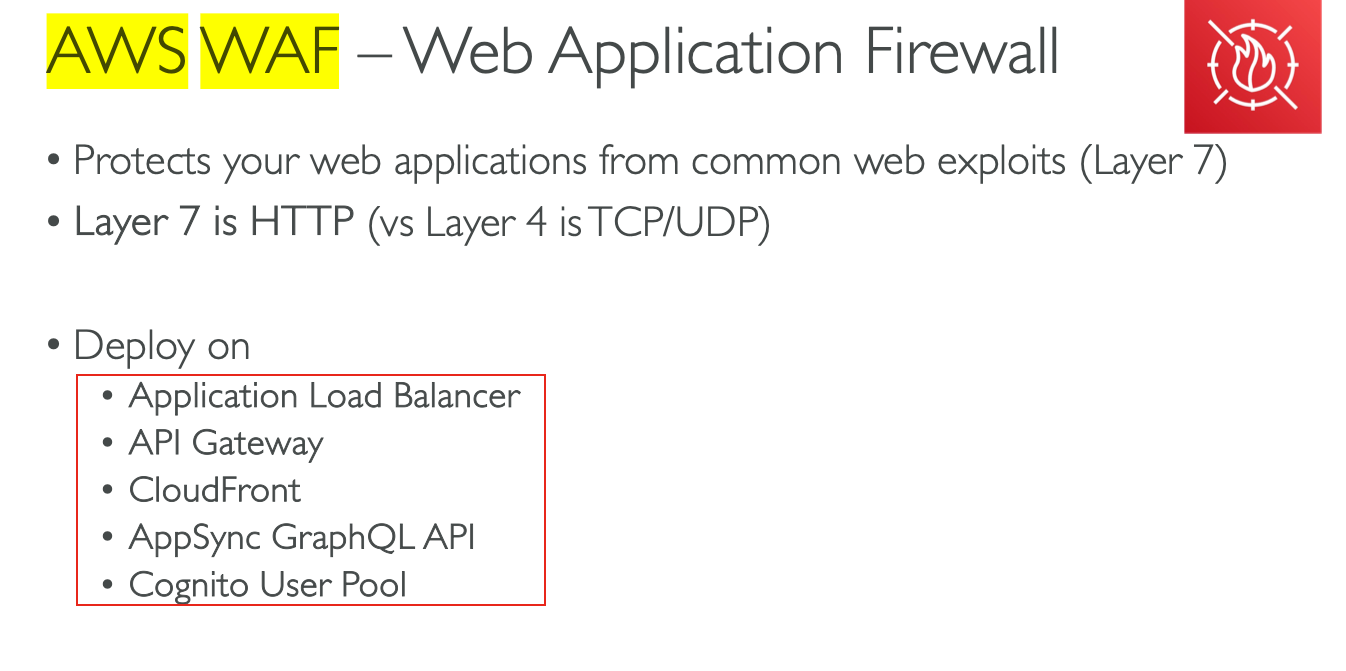 AWS WAF – Web Application Firewall
• Protects your web applications from common web exploits (Layer 7)
• Layer 7 is HTTP (vs Layer 4 is TCP/UDP)
• Deploy on
• Application Load Balancer
• API Gateway
• CloudFront
• AppSync GraphQL API
• Cognito User Pool